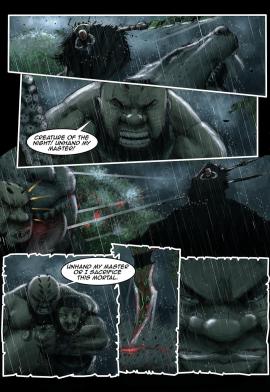 CREATURE OF THE
NIGHT! UNHAND MY
MASTER!
UNHAND MY MASTER
OR I SACRIFICE
THIS MORTAL.